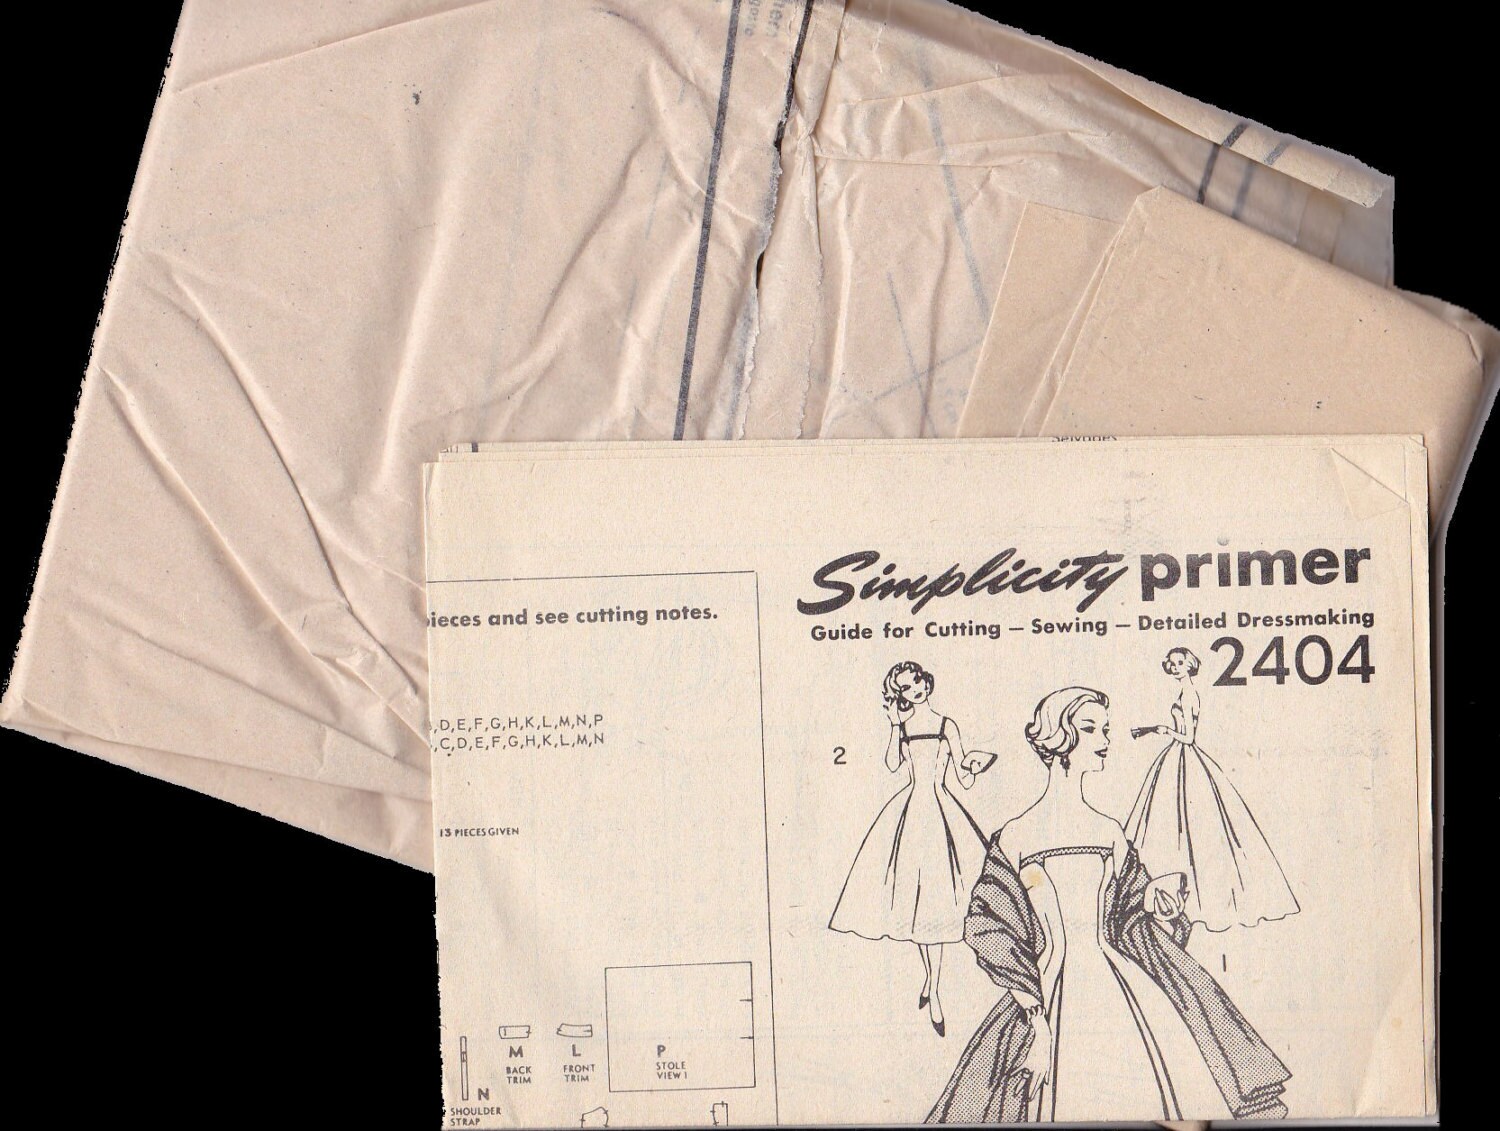 Selvages
Simplicity primer
Guide for Cutting — Sewing — Detailed Dressmaking
2404
2
1
pieces and see cutting notes.
,D,E,F,G,H,K,L,M,N,P
,C,D,E,F,G,H,K,L,M,N
13 PIECES GIVEN
N
SHOULDER
STRAP
M
BACK
TRIM
L
FRONT
TRIM
P
STOLE
VIEW 1